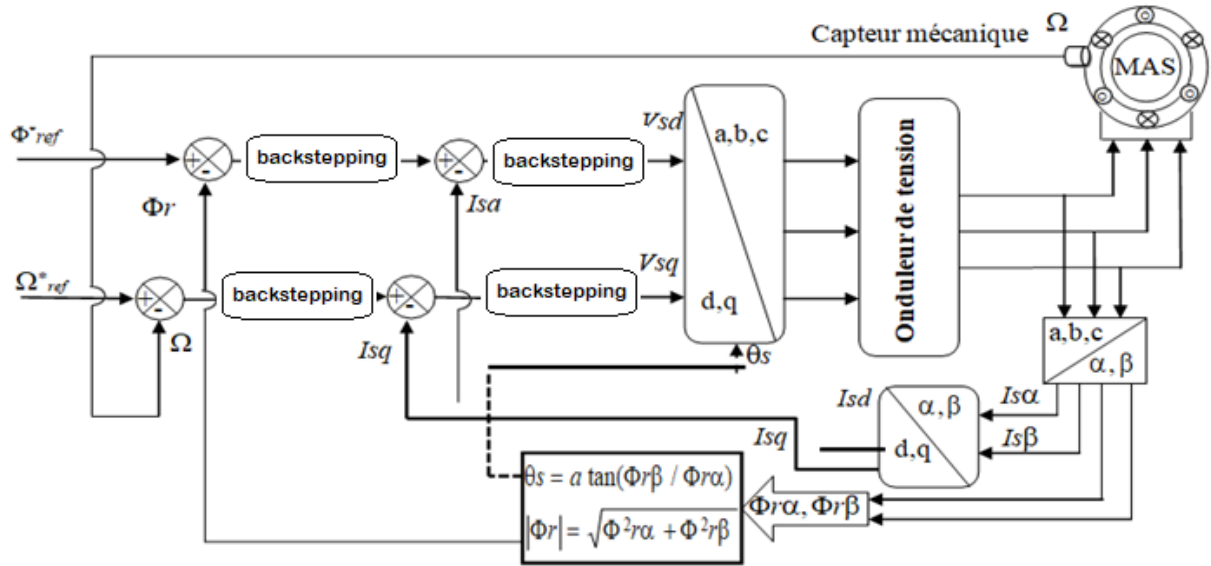 Capteur mécanique
Ω
MAS
Φ*ref
+
-
backstepping
+
-
backstepping
vsd
a,b,c
d,q
Onduleur de tension
Φr
Isa
Ω*ref
+
-
backstepping
+
-
backstepping
Vsq
Ω
Isq
θs
a,b,c
α,β
Isd
α,β
d,q
Isα
Isβ
Isq
θs = a tan(Φrβ / Φrα)
|Φr| = √Φ²rα + Φ²rβ
Φrα, Φrβ